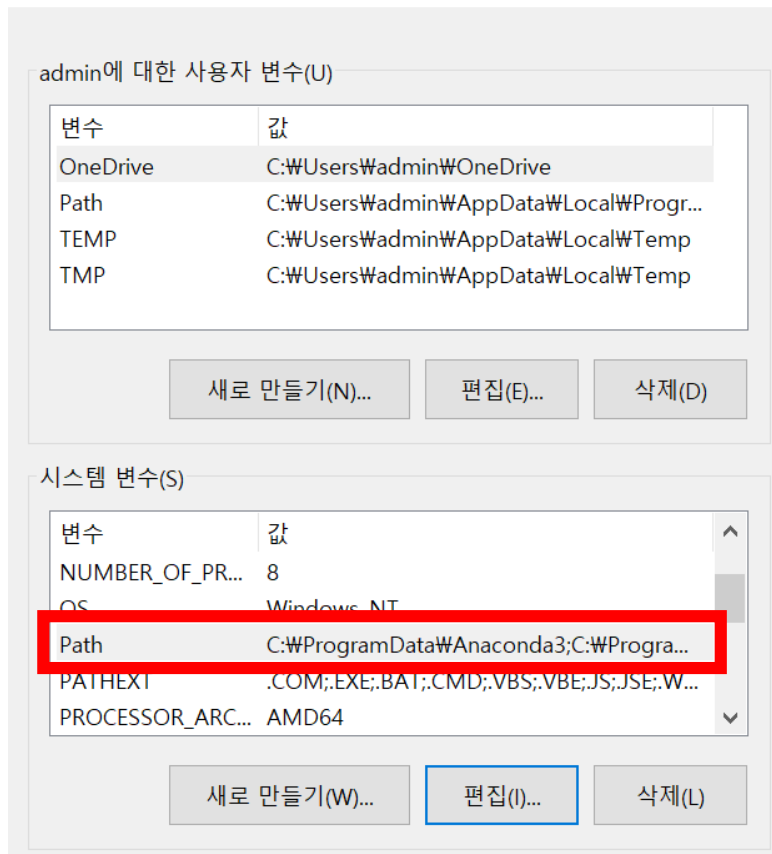 admin에 대한 사용자 변수(U)
변수 값
OneDrive C:₩Users₩admin₩OneDrive
Path C:₩Users₩admin₩AppData₩Local₩Progr...
TEMP C:₩Users₩admin₩AppData₩Local₩Temp
TMP C:₩Users₩admin₩AppData₩Local₩Temp
새로 만들기(N)... 편집(E)... 삭제(D)
시스템 변수(S)
변수 값
NUMBER_OF_PR... 8
OS Windows_NT
Path C:₩ProgramData₩Anaconda3;C:₩Progra...
PATHEXT .COM;.EXE;.BAT;.CMD;.VBS;.VBE;.JS;.JSE;.W...
PROCESSOR_ARC... AMD64
새로 만들기(W)... 편집(I)... 삭제(L)